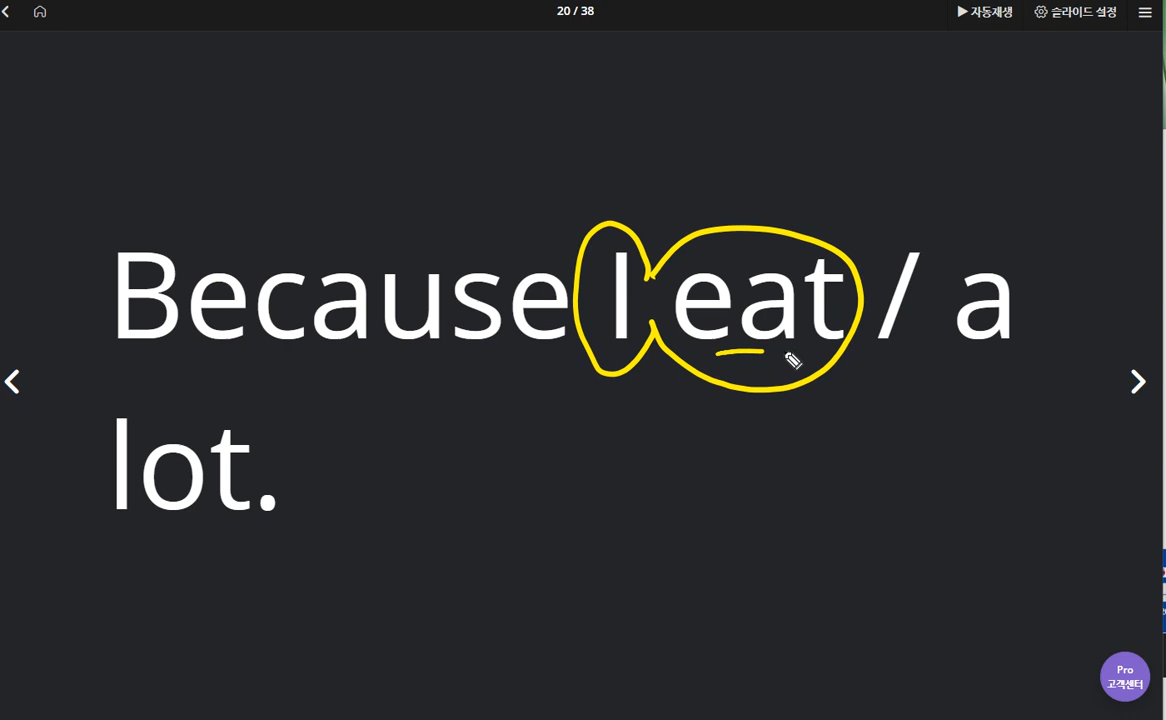 20 / 38
▶ 자동재생
슬라이드 설정
Because I eat / a
lot.
Pro
고객센터